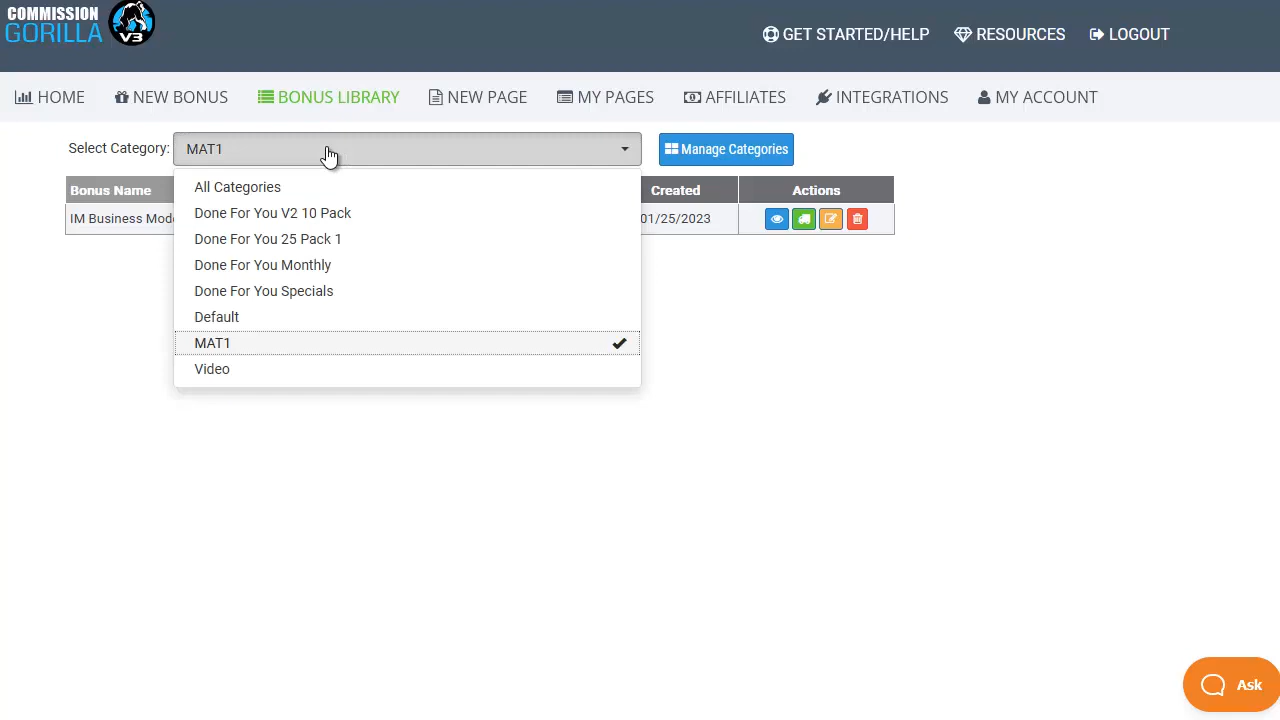 COMMISSION
GORILLA
V3
GET STARTED/HELP
RESOURCES
LOGOUT
HOME
NEW BONUS
BONUS LIBRARY
NEW PAGE
MY PAGES
AFFILIATES
INTEGRATIONS
MY ACCOUNT
Select Category:
MAT1
Manage Categories
Bonus Name
Created
Actions
IM Business Mode
01/25/2023
All Categories
Done For You V2 10 Pack
Done For You 25 Pack 1
Done For You Monthly
Done For You Specials
Default
MAT1
Video
Ask